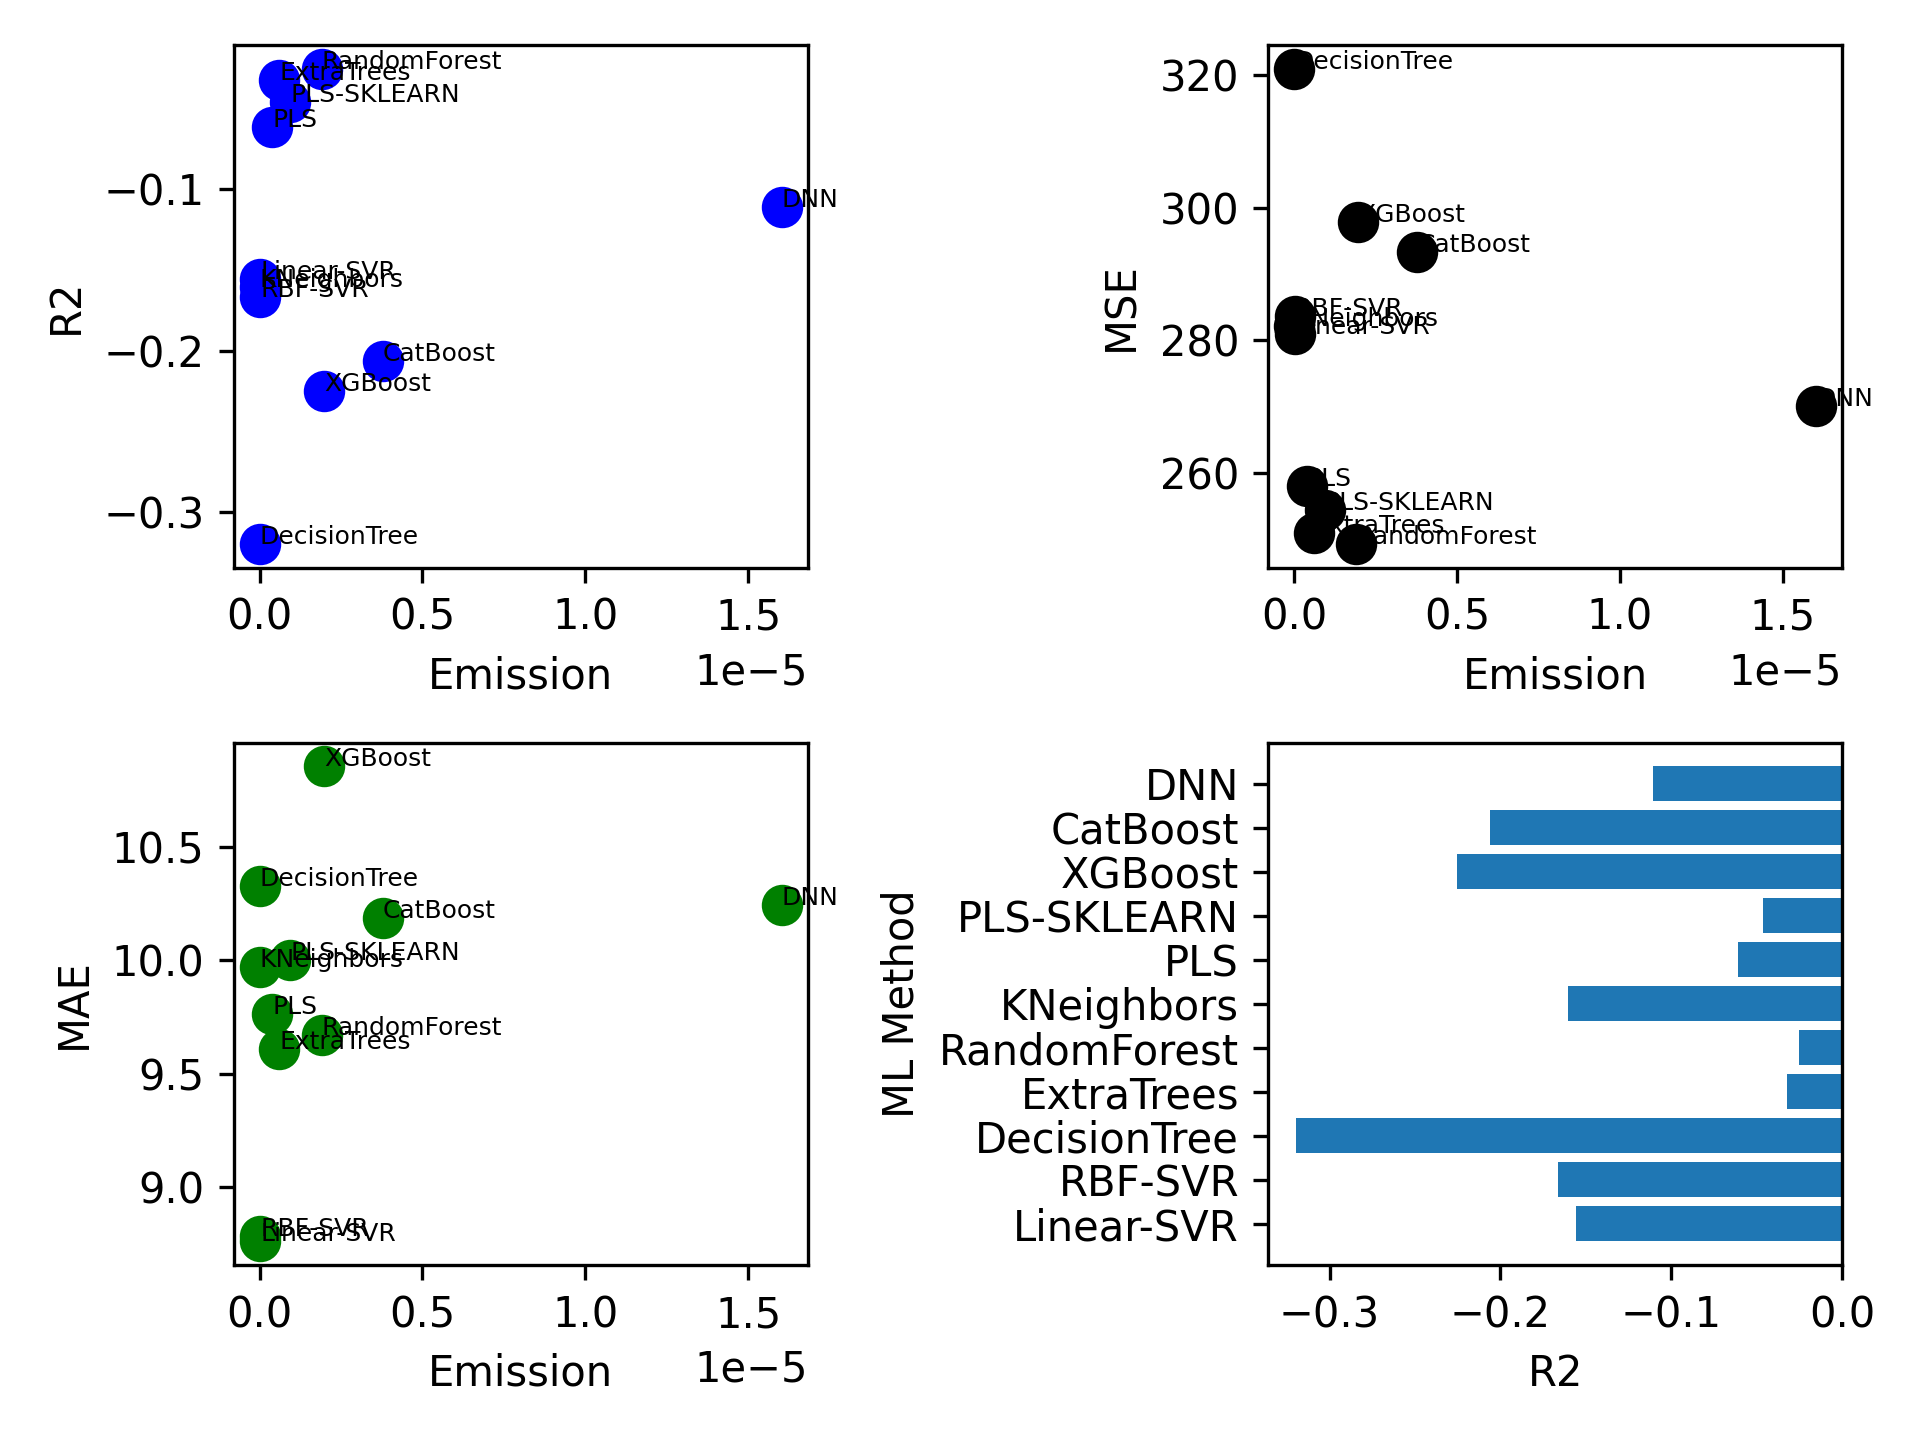 R2
−0.1
−0.2
−0.3
RandomForest
ExtraTrees
PLS-SKLEARN
PLS
DNN
Linear-SVR
KNeighbors
RBF-SVR
CatBoost
XGBoost
DecisionTree
0.0 0.5 1.0 1.5
Emission
1e−5
MSE
320
300
280
260
DecisionTree
XGBoost
CatBoost
RBF-SVR
KNeighbors
Linear-SVR
DNN
PLS
PLS-SKLEARN
ExtraTrees
RandomForest
0.0 0.5 1.0 1.5
Emission
1e−5
MAE
10.5
10.0
9.5
9.0
XGBoost
DecisionTree
CatBoost
DNN
PLS-SKLEARN
KNeighbors
PLS
RandomForest
ExtraTrees
RBF-SVR
Linear-SVR
0.0 0.5 1.0 1.5
Emission
1e−5
ML Method
DNN
CatBoost
XGBoost
PLS-SKLEARN
PLS
KNeighbors
RandomForest
ExtraTrees
DecisionTree
RBF-SVR
Linear-SVR
−0.3 −0.2 −0.1 0.0
R2